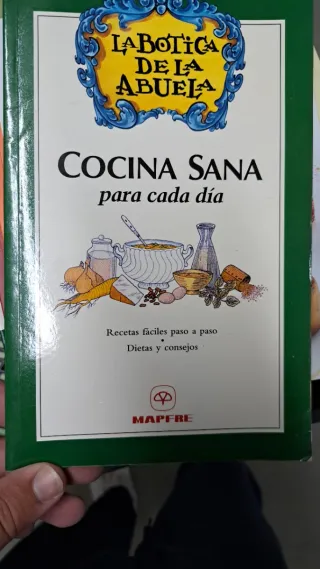 LA BOTICA
DE LA
ABUELA
COCINA SANA
para cada día
Recetas fáciles paso a paso
•
Dietas y consejos
MAPFRE